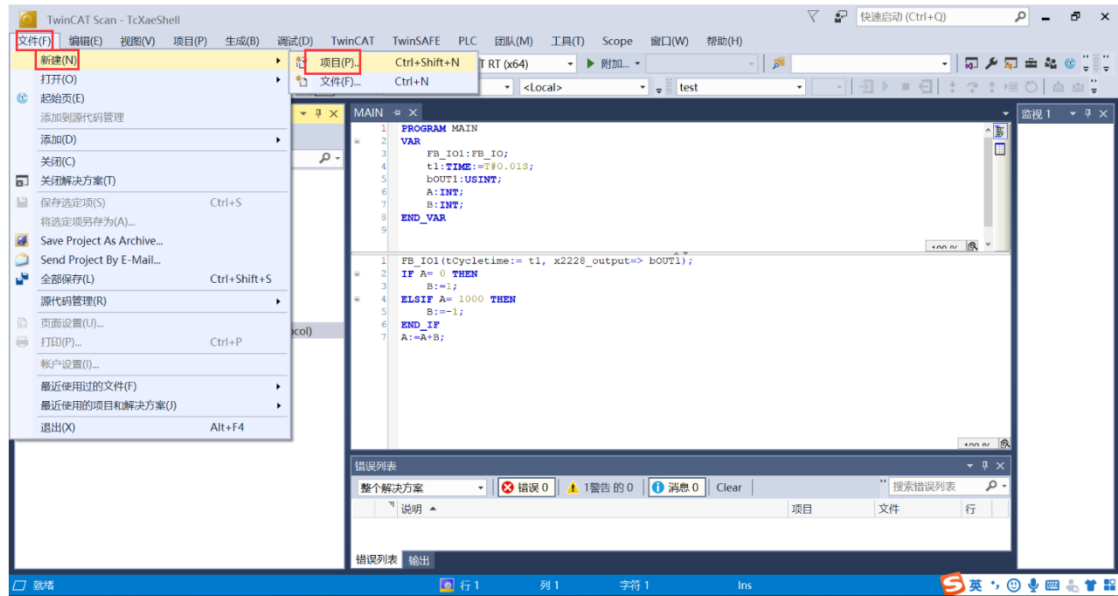 TwinCAT Scan - TcXaeShell
快速启动 (Ctrl+Q)
文件(F) 编辑(E) 视图(V) 项目(P) 生成(B) 调试(D) TwinCAT TwinSAFE PLC 团队(M) 工具(T) Scope 窗口(W) 帮助(H)
新建(N)
项目(P)... Ctrl+Shift+N
T RT (x64) 附加...
打开(O)
文件(F)... Ctrl+N
<Local> test
起始页(E)
添加到源代码管理
添加(D)
关闭(C)
关闭解决方案(T)
保存选定项(S) Ctrl+S
将选定项另存为(A)...
Save Project As Archive...
Send Project By E-Mail...
全部保存(L) Ctrl+Shift+S
源代码管理(R)
页面设置(U)...
打印(P)... Ctrl+P
帐户设置(I)...
最近使用过的文件(F)
最近使用的项目和解决方案(J)
退出(X) Alt+F4
col)
MAIN
1 PROGRAM MAIN
2 VAR
3 FB_IO1:FB_IO;
4 t1:TIME:=T#0.01S;
5 bOUT1:USINT;
6 A:INT;
7 B:INT;
8 END_VAR
9
1 FB_IO1(tCycletime:= t1, x2228_output=> bOUT1);
2 IF A= 0 THEN
3 B:=1;
4 ELSIF A= 1000 THEN
5 B:=-1;
6 END_IF
7 A:=A+B;
监视 1
错误列表
整个解决方案 错误 0 1警告 的 0 消息 0 Clear 搜索错误列表
说明 项目 文件 行
错误列表 输出
就绪 行 1 列 1 字符 1 Ins 英